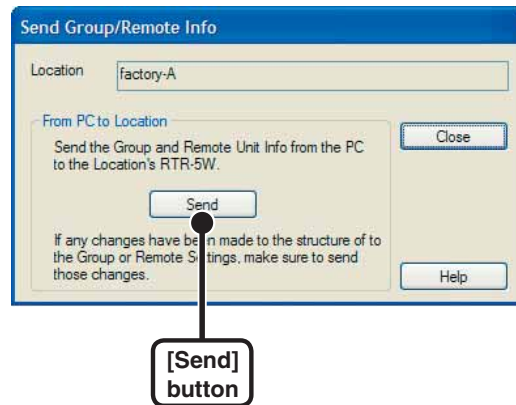 Send Group/Remote Info
Location
factory-A
From PC to Location
Send the Group and Remote Unit Info from the PC
to the Location's RTR-5W.
Close
Send
If any changes have been made to the structure of to
the Group or Remote Settings, make sure to send
those changes.
Help
[Send]
button